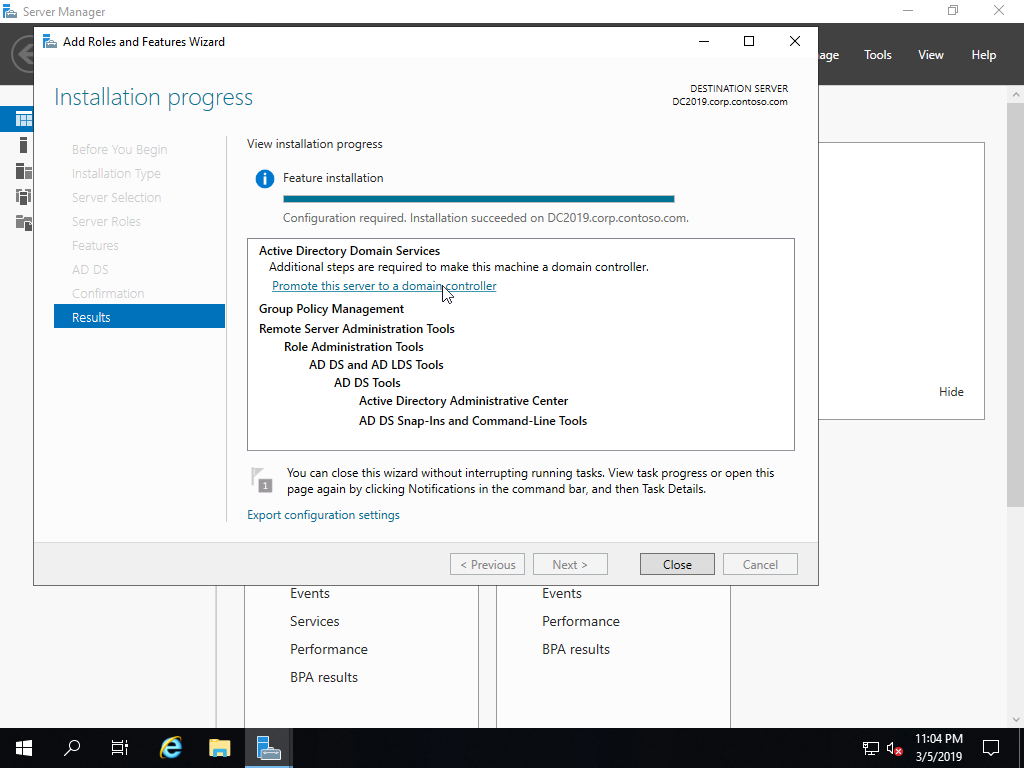 Server Manager
Add Roles and Features Wizard
age Tools View Help
Installation progress
DESTINATION SERVER
DC2019.corp.contoso.com
Before You Begin
Installation Type
Server Selection
Server Roles
Features
AD DS
Confirmation
Results
View installation progress
Feature installation
Configuration required. Installation succeeded on DC2019.corp.contoso.com.
Active Directory Domain Services
Additional steps are required to make this machine a domain controller.
Promote this server to a domain controller
Group Policy Management
Remote Server Administration Tools
Role Administration Tools
AD DS and AD LDS Tools
AD DS Tools
Active Directory Administrative Center
AD DS Snap-Ins and Command-Line Tools
1
You can close this wizard without interrupting running tasks. View task progress or open this
page again by clicking Notifications in the command bar, and then Task Details.
Export configuration settings
< Previous Next > Close Cancel
Hide
Events
Services
Performance
BPA results
Events
Performance
BPA results
11:04 PM
3/5/2019